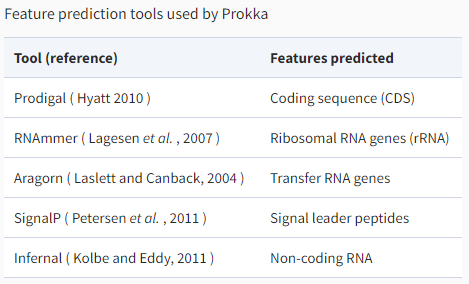 Feature prediction tools used by Prokka
Tool (reference) Features predicted
Prodigal ( Hyatt 2010 ) Coding sequence (CDS)
RNAmmer ( Lagesen et al. , 2007 ) Ribosomal RNA genes (rRNA)
Aragorn ( Laslett and Canback, 2004 ) Transfer RNA genes
SignalP ( Petersen et al. , 2011 ) Signal leader peptides
Infernal ( Kolbe and Eddy, 2011 ) Non-coding RNA